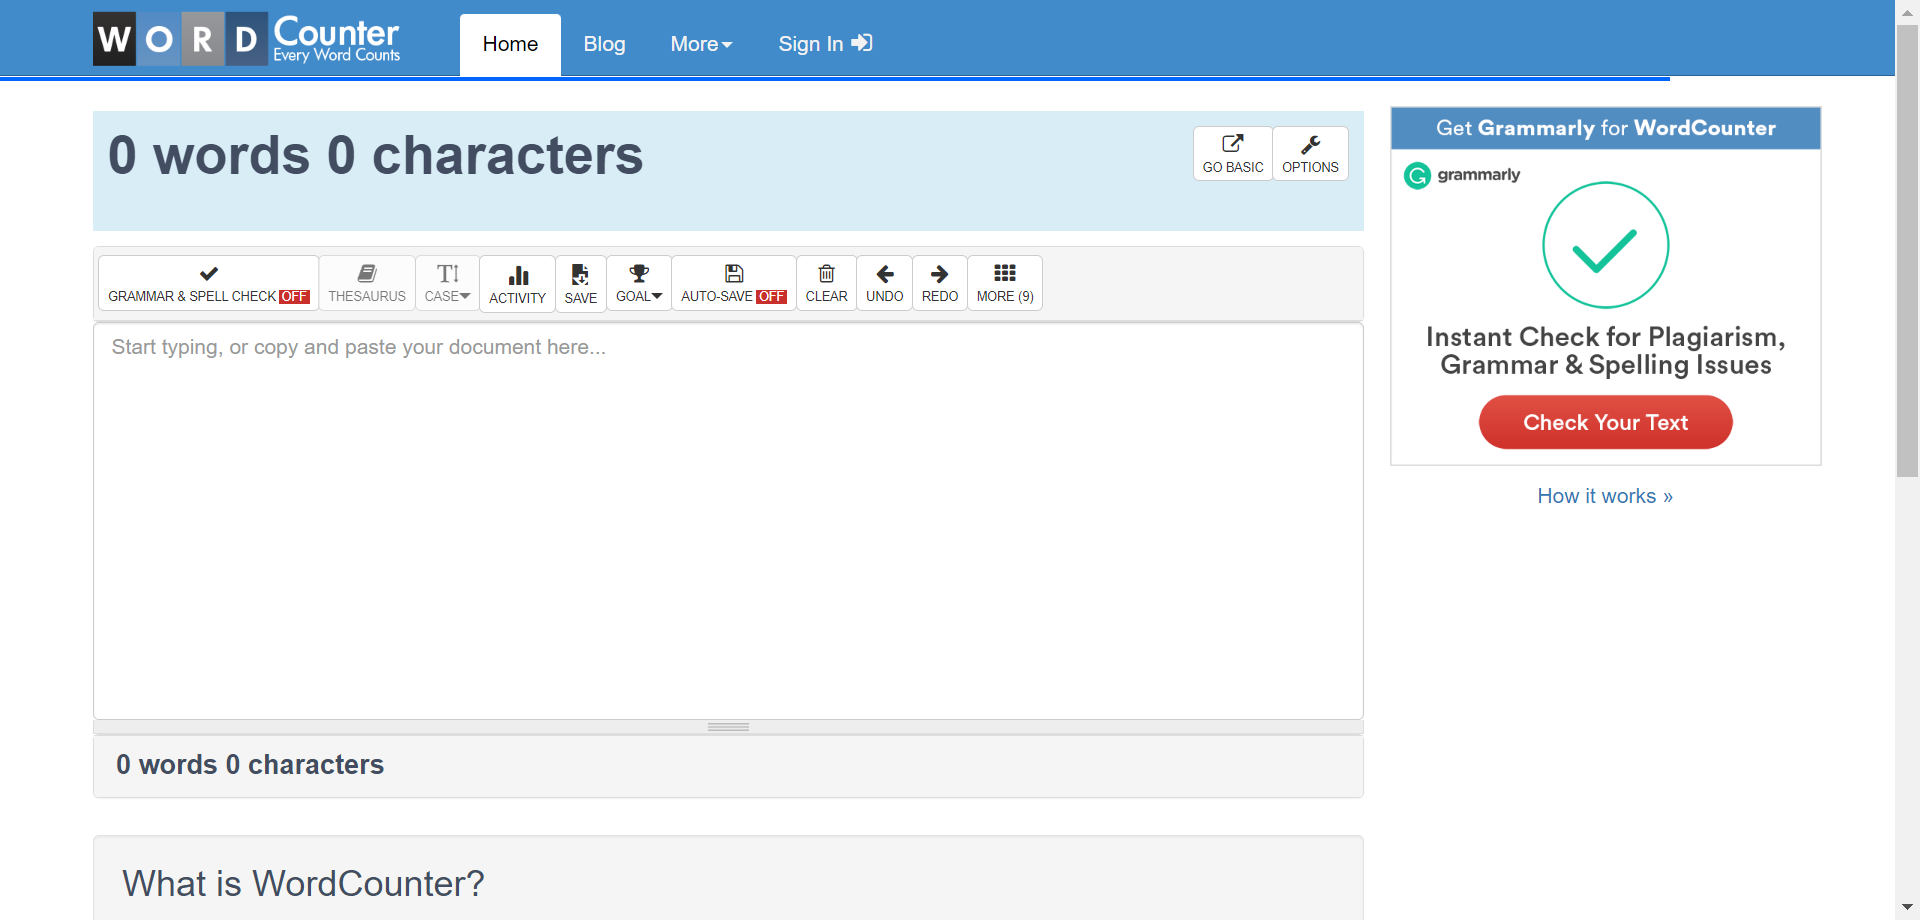 W O R D Counter
Every Word Counts
Home
Blog
More
Sign In
0 words 0 characters
GO BASIC
OPTIONS
GRAMMAR & SPELL CHECK OFF
THESAURUS
CASE
ACTIVITY
SAVE
GOAL
AUTO-SAVE OFF
CLEAR
UNDO
REDO
MORE (9)
Start typing, or copy and paste your document here...
0 words 0 characters
What is WordCounter?
Get Grammarly for WordCounter
grammarly
Instant Check for Plagiarism,
Grammar & Spelling Issues
Check Your Text
How it works »